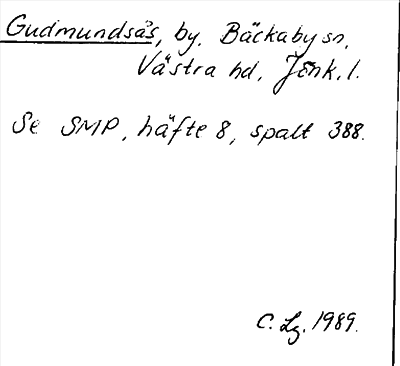 Gudmundsås, by. Bäckaby sn.
Västra hd, Jönk. l.
Se SMP, häfte 8, spalt 388.
C. Lg. 1989.